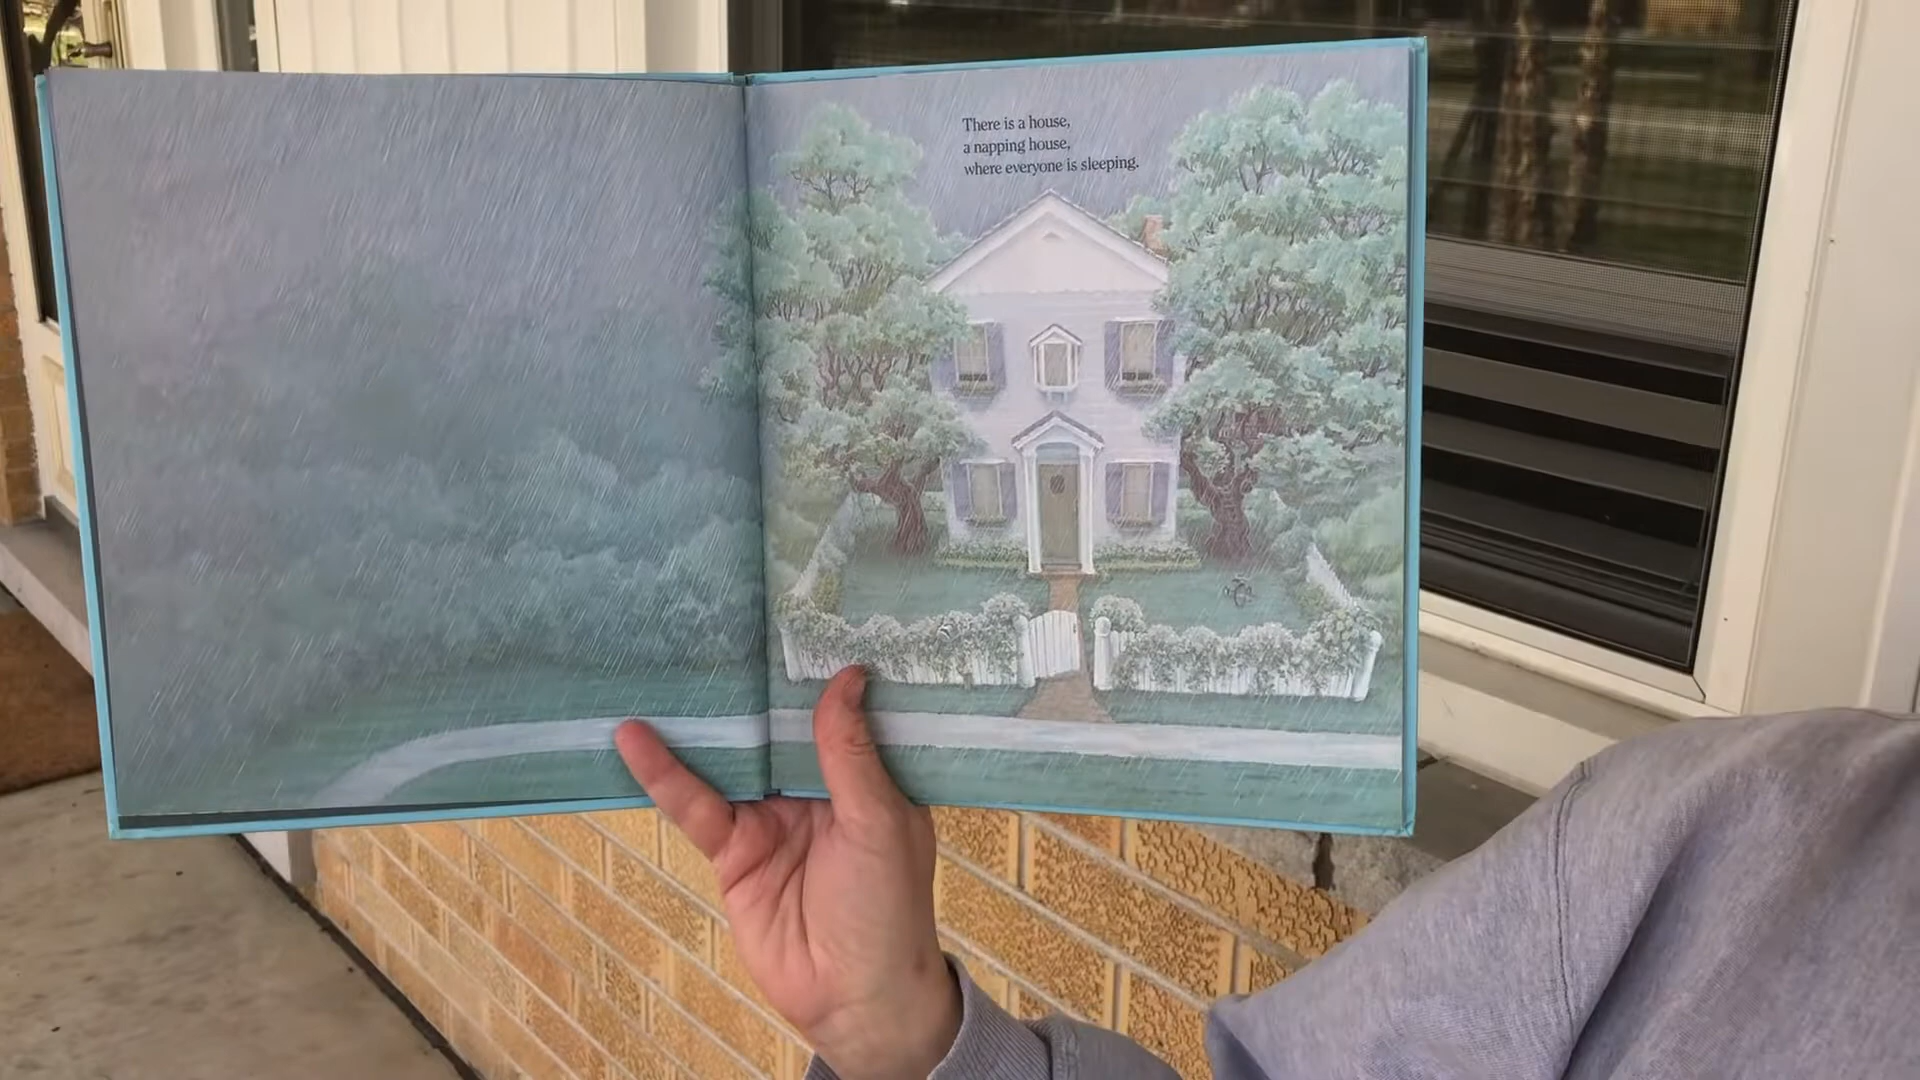 There is a house,
a napping house,
where everyone is sleeping.